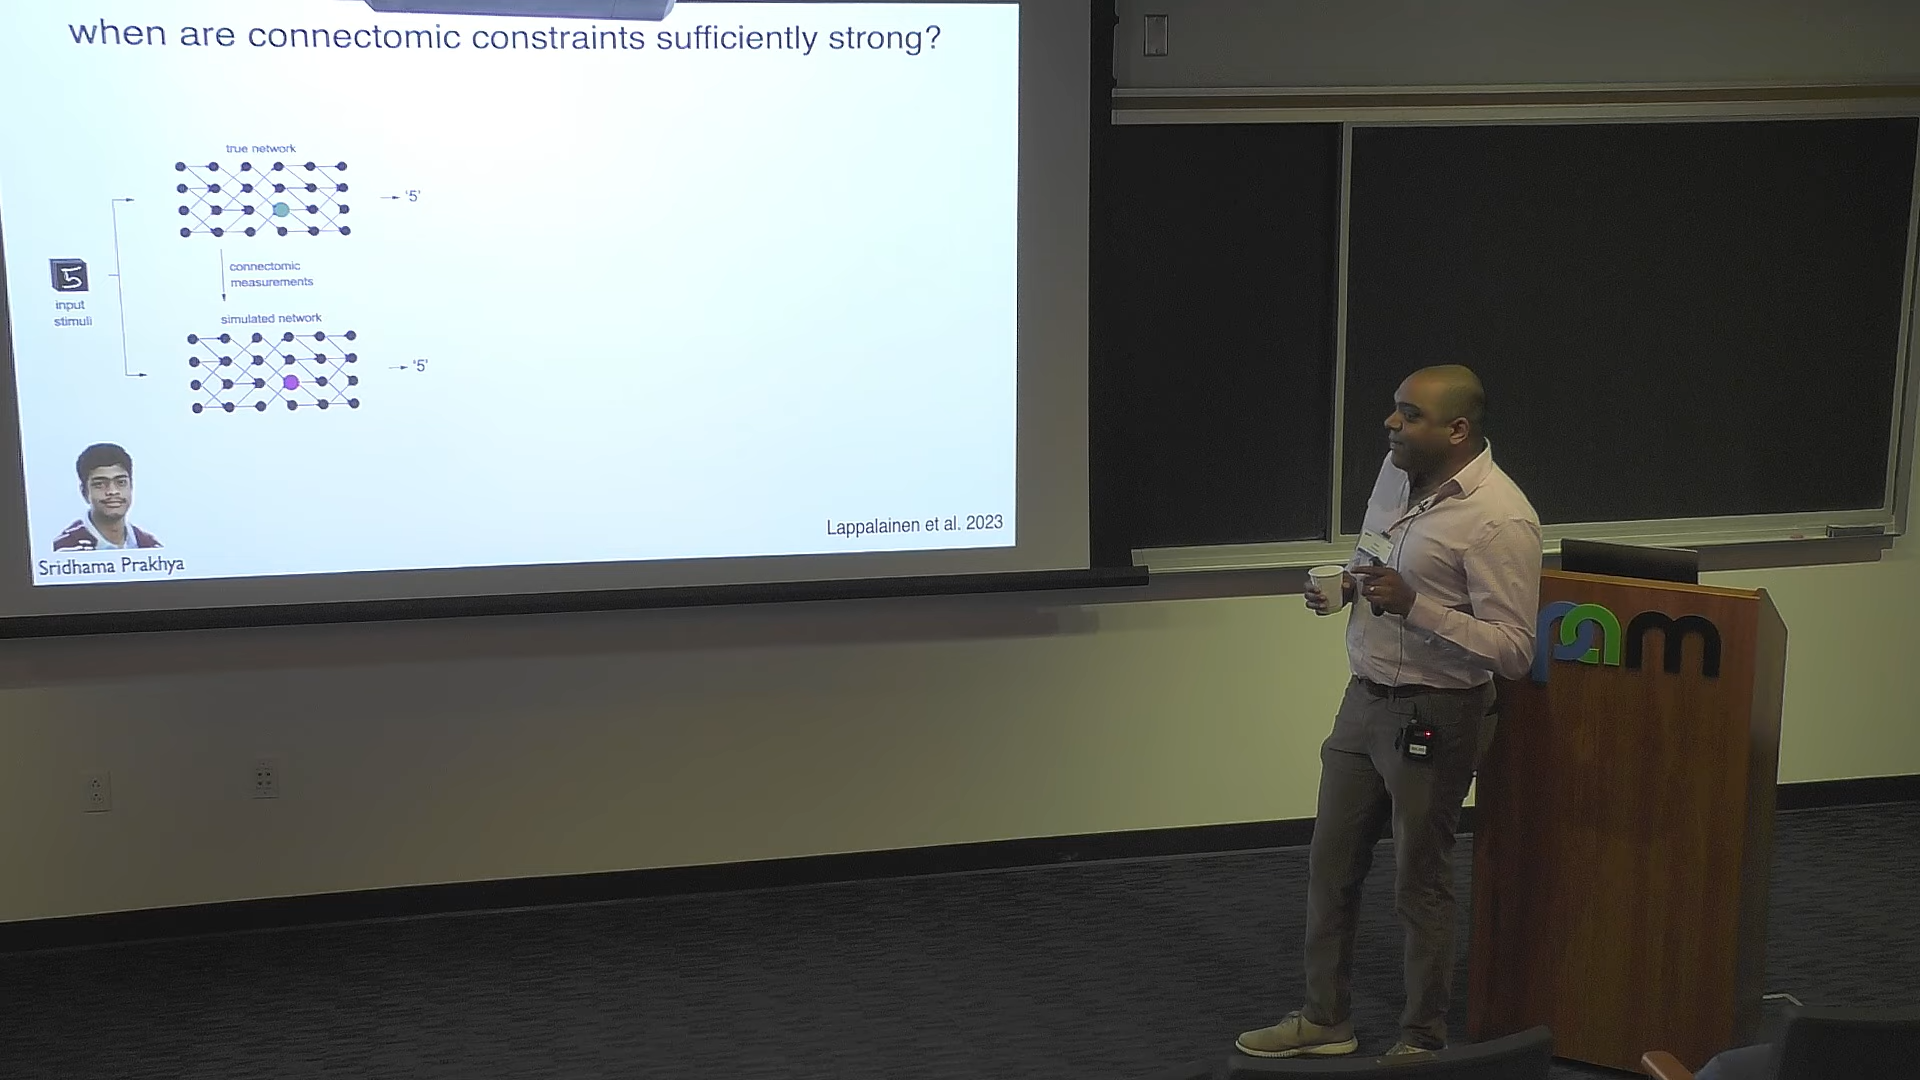 when are connectomic constraints sufficiently strong?
true network
'5'
connectomic
measurements
5
input
stimuli
simulated network
'5'
Lappalainen et al. 2023
Sridhama Prakhya